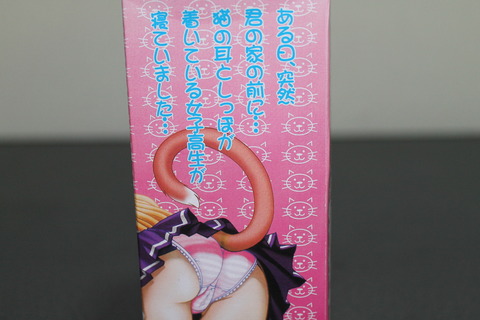 ある日、突然
君の家の前に…
猫の耳としっぽが
着いている女子高生が
寝ていました…